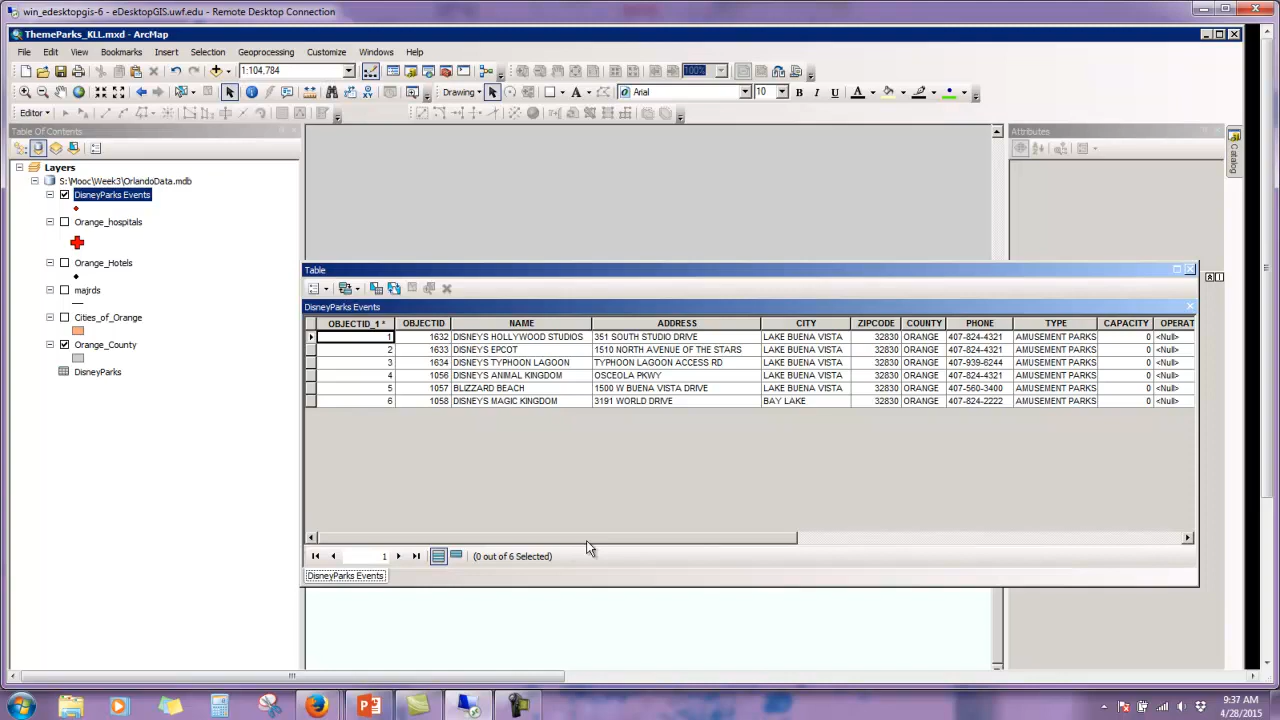 win_edesktopgis-6 - eDesktopGIS.uwf.edu - Remote Desktop Connection
ThemeParks_KLL.mxd - ArcMap
File Edit View Bookmarks Insert Selection Geoprocessing Customize Windows Help
1:104,784 100%
Drawing Arial 10 B I U A
Editor
Table Of Contents
Attributes
Catalog
Layers
S:\Mooc\Week3\OrlandoData.mdb
DisneyParks Events
Orange_hospitals
Orange_Hotels
majrds
Cities_of_Orange
Orange_County
DisneyParks
Table
DisneyParks Events
OBJECTID_1 * OBJECTID NAME ADDRESS CITY ZIPCODE COUNTY PHONE TYPE CAPACITY OPERAT
1 1632 DISNEY'S HOLLYWOOD STUDIOS 351 SOUTH STUDIO DRIVE LAKE BUENA VISTA 32830 ORANGE 407-824-4321 AMUSEMENT PARKS 0 <Null>
2 1633 DISNEY'S EPCOT 1510 NORTH AVENUE OF THE STARS LAKE BUENA VISTA 32830 ORANGE 407-824-4321 AMUSEMENT PARKS 0 <Null>
3 1634 DISNEY'S TYPHOON LAGOON TYPHOON LAGOON ACCESS RD LAKE BUENA VISTA 32830 ORANGE 407-939-6244 AMUSEMENT PARKS 0 <Null>
4 1056 DISNEY'S ANIMAL KINGDOM OSCEOLA PKWY LAKE BUENA VISTA 32830 ORANGE 407-824-4321 AMUSEMENT PARKS 0 <Null>
5 1057 BLIZZARD BEACH 1500 W BUENA VISTA DRIVE LAKE BUENA VISTA 32830 ORANGE 407-560-3400 AMUSEMENT PARKS 0 <Null>
6 1058 DISNEY'S MAGIC KINGDOM 3191 WORLD DRIVE BAY LAKE 32830 ORANGE 407-824-2222 AMUSEMENT PARKS 0 <Null>
1 (0 out of 6 Selected)
DisneyParks Events
9:37 AM
4/28/2015